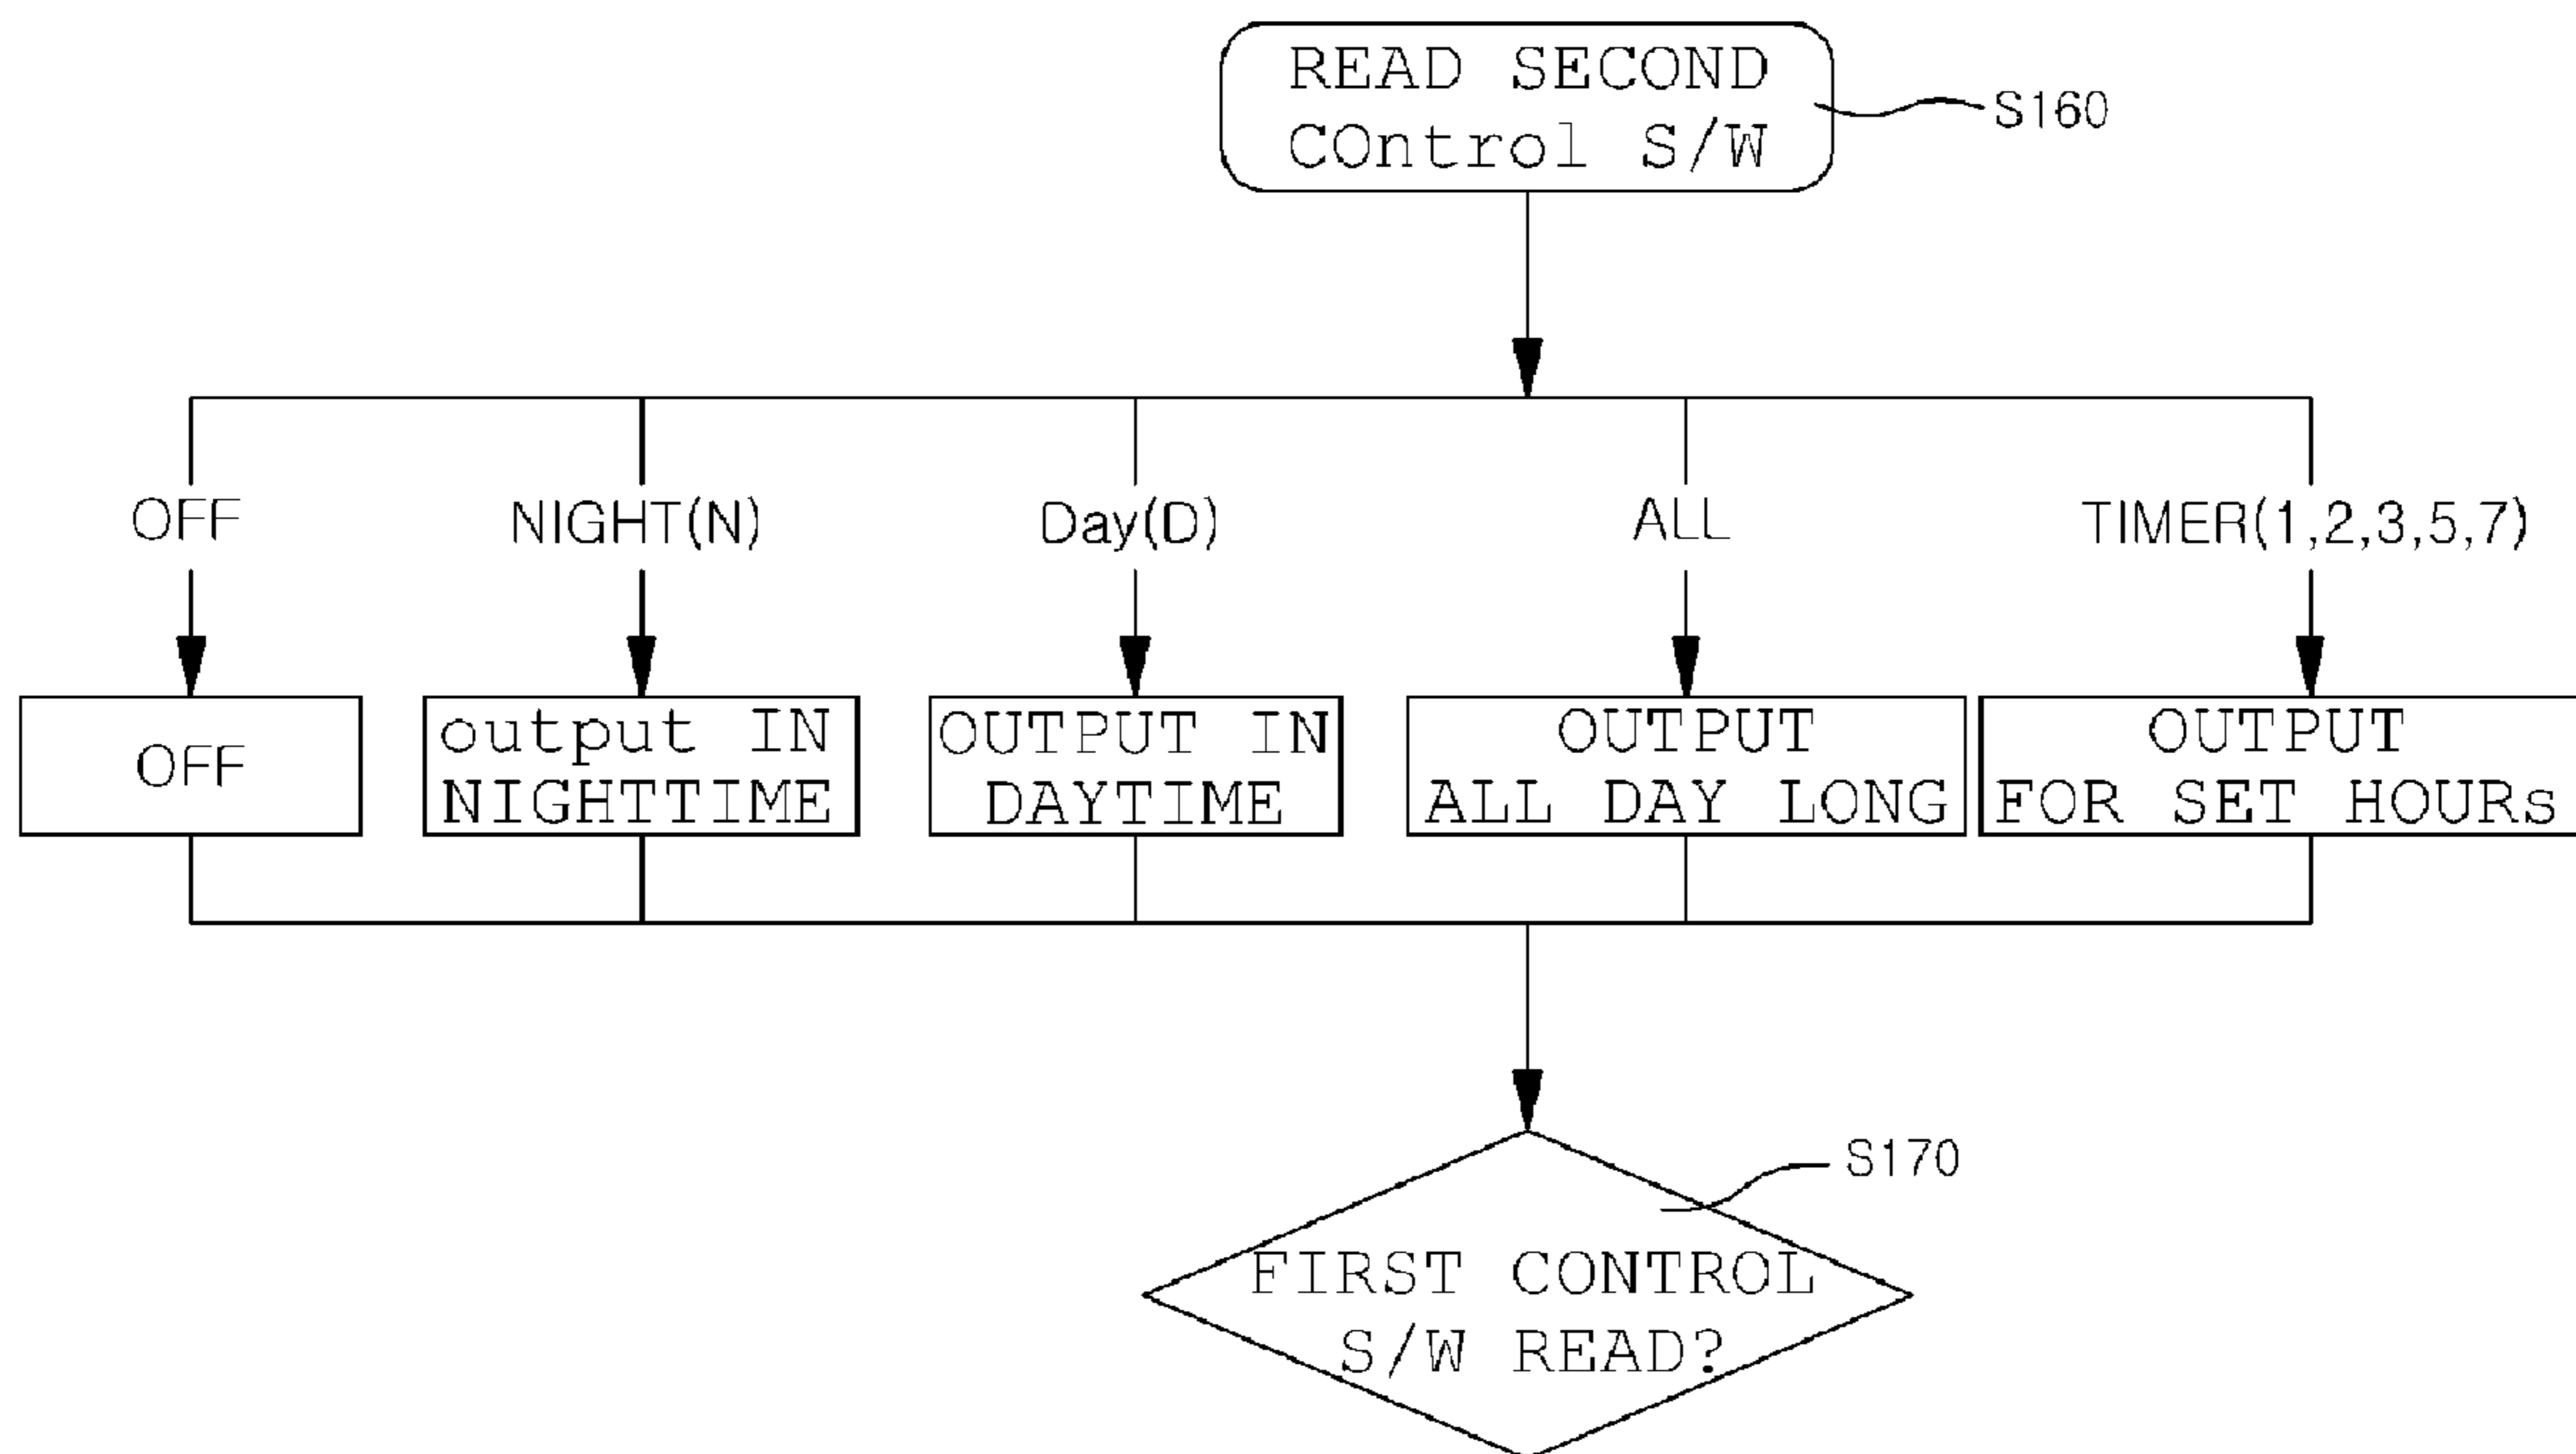 READ SECOND
COntrol S/W
S160
OFF
NIGHT(N)
Day(D)
ALL
TIMER(1,2,3,5,7)
OFF
output IN
NIGHTTIME
OUTPUT IN
DAYTIME
OUTPUT
ALL DAY LONG
OUTPUT
FOR SET HOURs
S170
FIRST CONTROL
S/W READ?